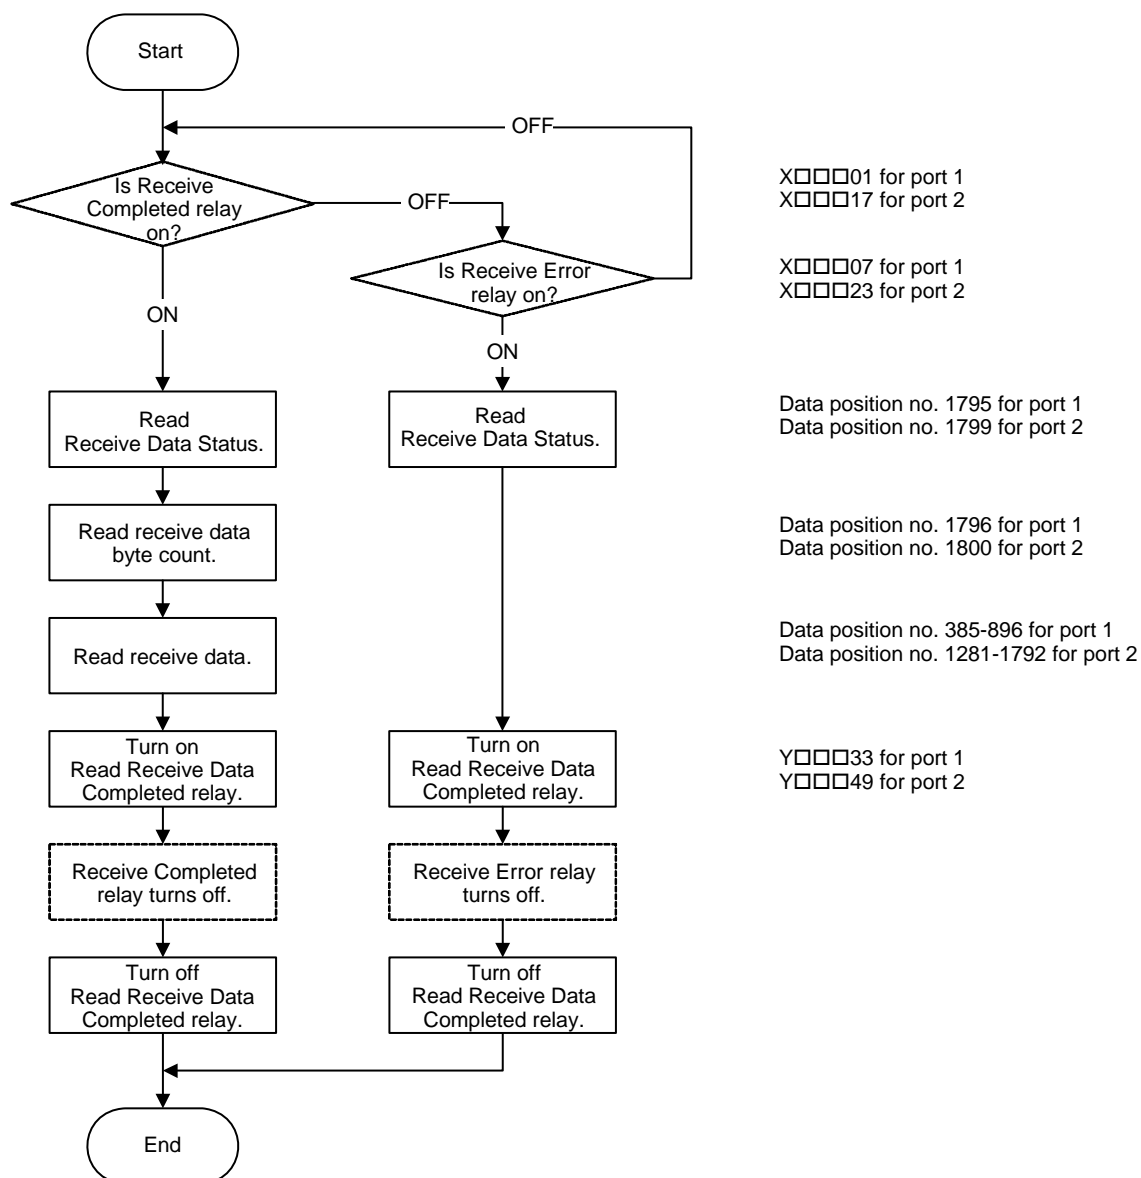 Start
OFF
Is Receive
Completed relay
on?
OFF
X□□□01 for port 1
X□□□17 for port 2
Is Receive Error
relay on?
X□□□07 for port 1
X□□□23 for port 2
ON
ON
Read
Receive Data Status.
Read
Receive Data Status.
Data position no. 1795 for port 1
Data position no. 1799 for port 2
Read receive data
byte count.
Data position no. 1796 for port 1
Data position no. 1800 for port 2
Read receive data.
Data position no. 385-896 for port 1
Data position no. 1281-1792 for port 2
Turn on
Read Receive Data
Completed relay.
Turn on
Read Receive Data
Completed relay.
Y□□□33 for port 1
Y□□□49 for port 2
Receive Completed
relay turns off.
Receive Error relay
turns off.
Turn off
Read Receive Data
Completed relay.
Turn off
Read Receive Data
Completed relay.
End